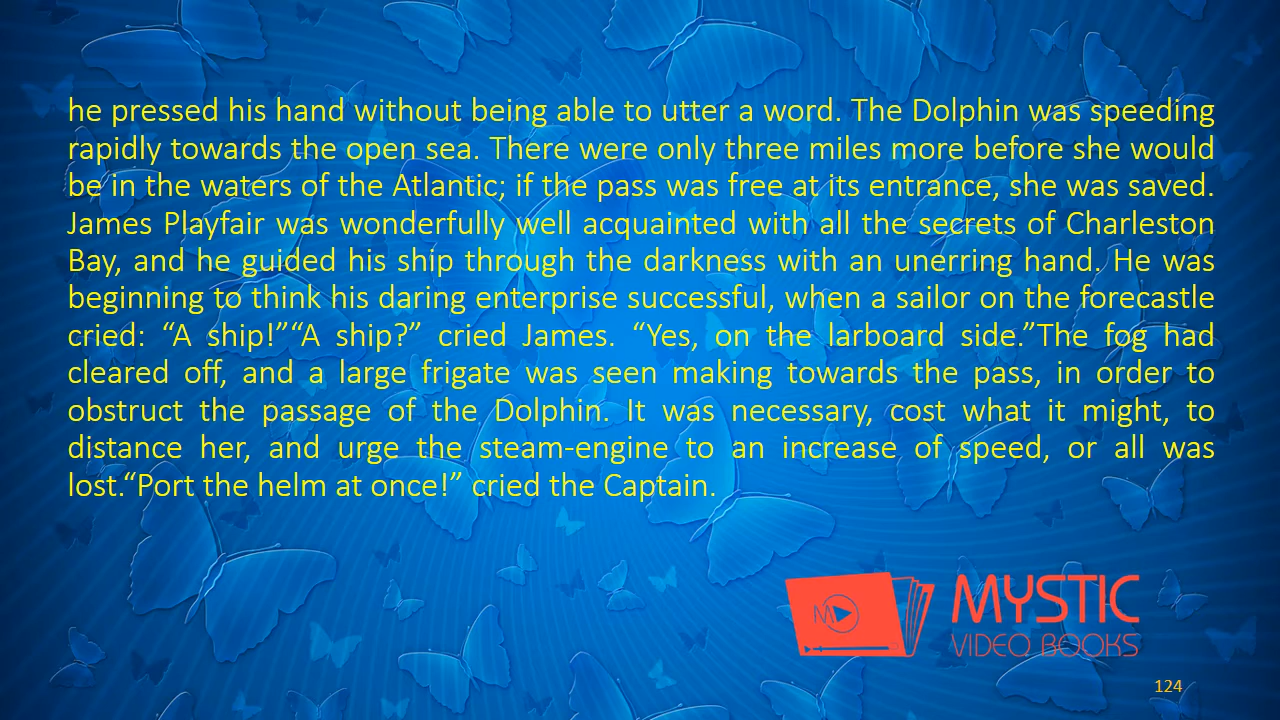 he pressed his hand without being able to utter a word. The Dolphin was speeding
rapidly towards the open sea. There were only three miles more before she would
be in the waters of the Atlantic; if the pass was free at its entrance, she was saved.
James Playfair was wonderfully well acquainted with all the secrets of Charleston
Bay, and he guided his ship through the darkness with an unerring hand. He was
beginning to think his daring enterprise successful, when a sailor on the forecastle
cried: “A ship!”“A ship?” cried James. “Yes, on the larboard side.”The fog had
cleared off, and a large frigate was seen making towards the pass, in order to
obstruct the passage of the Dolphin. It was necessary, cost what it might, to
distance her, and urge the steam-engine to an increase of speed, or all was
lost.“Port the helm at once!” cried the Captain.
MYSTIC
VIDEO BOOKS
124